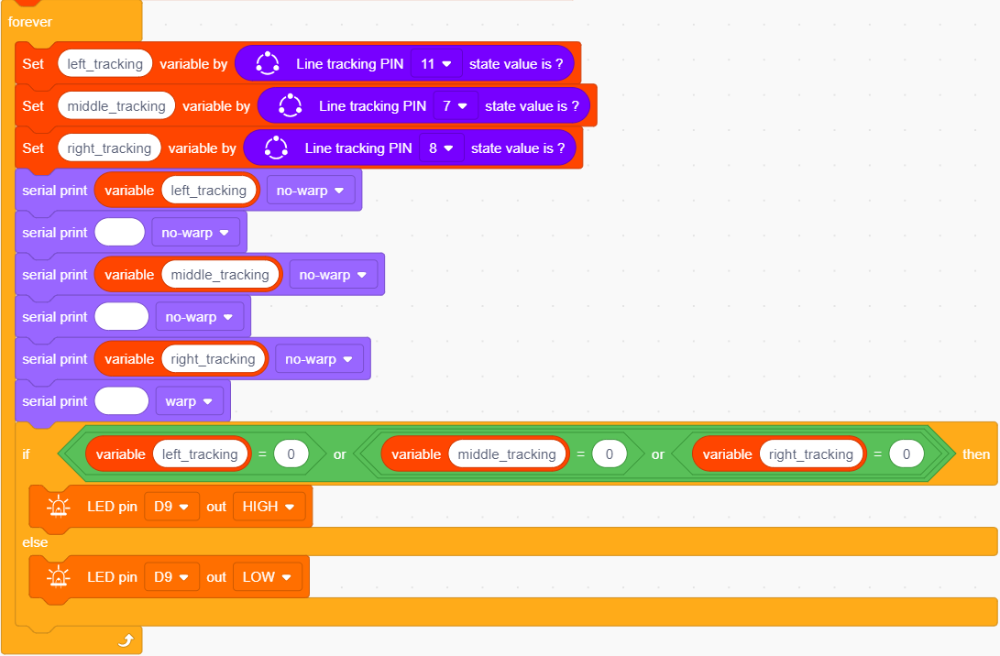 forever
Set left_tracking variable by Line tracking PIN 11 state value is ?
Set middle_tracking variable by Line tracking PIN 7 state value is ?
Set right_tracking variable by Line tracking PIN 8 state value is ?
serial print variable left_tracking no-warp
serial print no-warp
serial print variable middle_tracking no-warp
serial print no-warp
serial print variable right_tracking no-warp
serial print warp
if variable left_tracking = 0 or variable middle_tracking = 0 or variable right_tracking = 0 then
LED pin D9 out HIGH
else
LED pin D9 out LOW